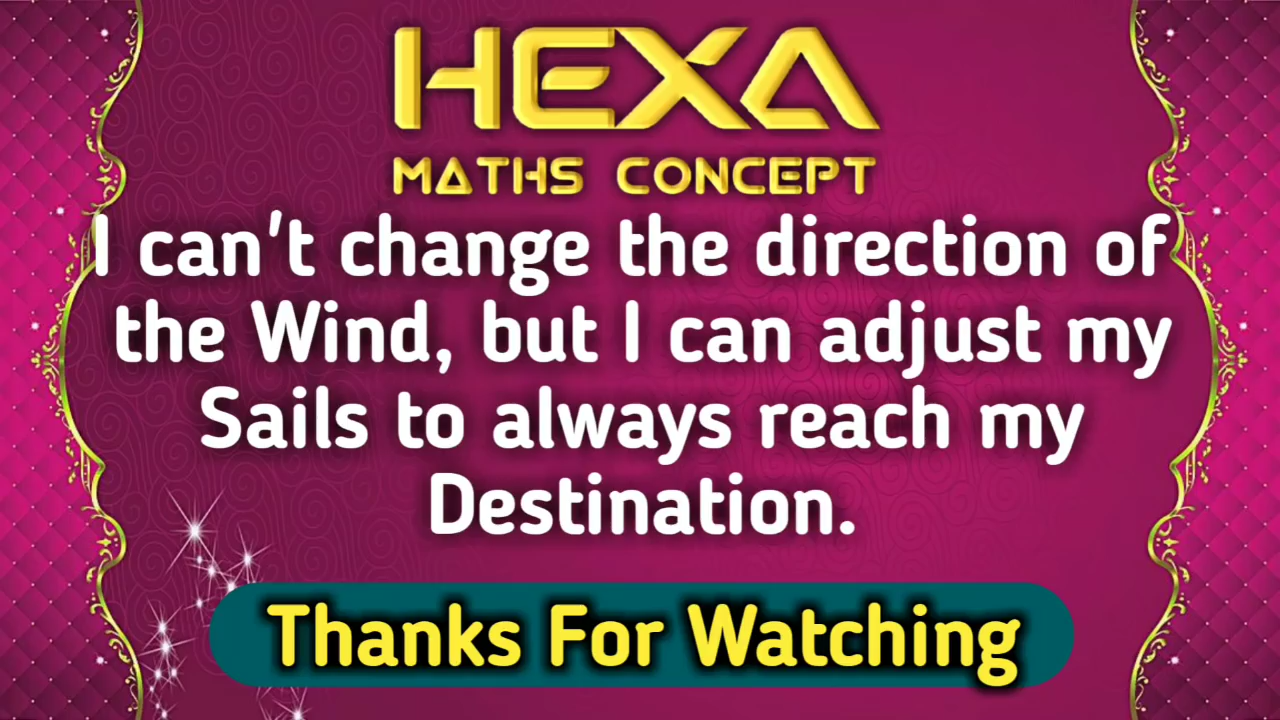 HEXA
MATHS CONCEPT
I can't change the direction of
the Wind, but I can adjust my
Sails to always reach my
Destination.
Thanks For Watching